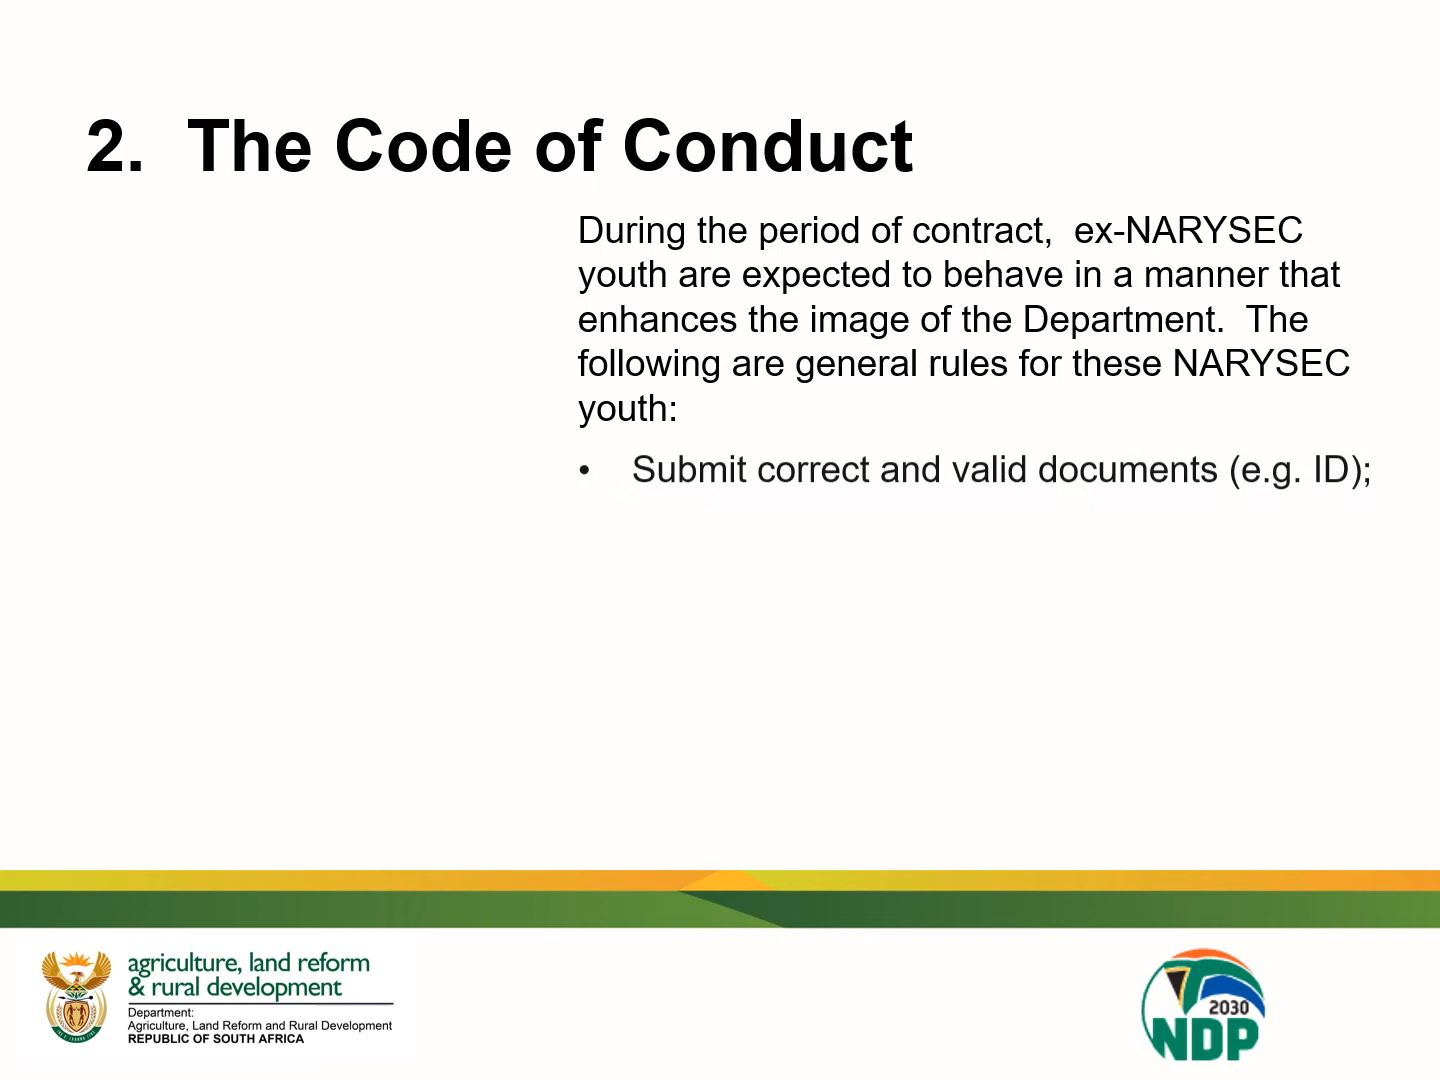 2. The Code of Conduct
During the period of contract, ex-NARYSEC
youth are expected to behave in a manner that
enhances the image of the Department. The
following are general rules for these NARYSEC
youth:
• Submit correct and valid documents (e.g. ID);
agriculture, land reform
& rural development
Department:
Agriculture, Land Reform and Rural Development
REPUBLIC OF SOUTH AFRICA
2030
NDP